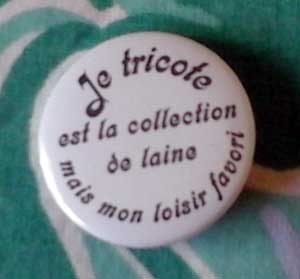 Je tricote
est la collection
de laine
mais mon loisir favori